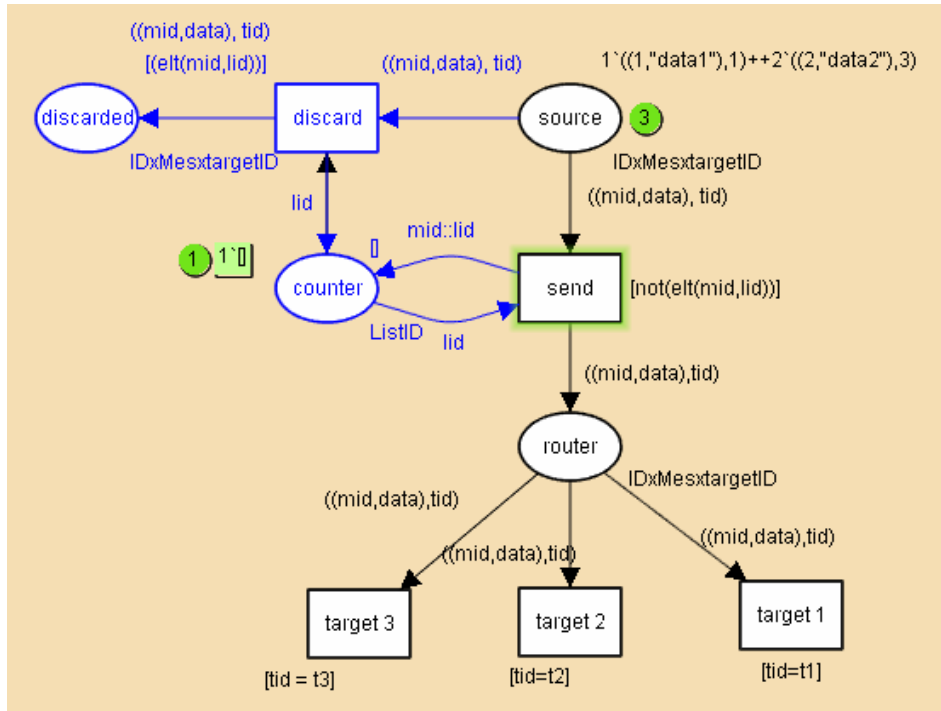 ((mid,data), tid)
[(elt(mid,lid))]
((mid,data), tid)
1`((1,"data1"),1)++2`((2,"data2"),3)
discarded
discard
source
3
IDxMesxtargetID
IDxMesxtargetID
((mid,data), tid)
lid
mid::lid
[]
1
1`[]
counter
send
[not(elt(mid,lid))]
ListID
lid
((mid,data),tid)
router
IDxMesxtargetID
((mid,data),tid)
((mid,data),tid)
((mid,data),tid)
target 3
target 2
target 1
[tid = t3]
[tid=t2]
[tid=t1]